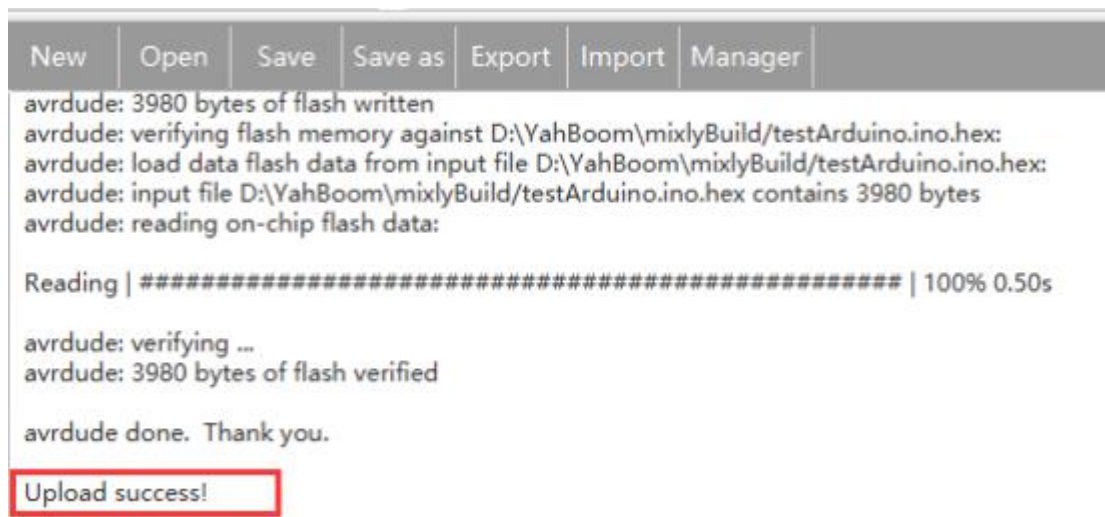 New Open Save Save as Export Import Manager
avrdude: 3980 bytes of flash written
avrdude: verifying flash memory against D:\YahBoom\mixlyBuild/testArduino.ino.hex:
avrdude: load data flash data from input file D:\YahBoom\mixlyBuild/testArduino.ino.hex:
avrdude: input file D:\YahBoom\mixlyBuild/testArduino.ino.hex contains 3980 bytes
avrdude: reading on-chip flash data:
Reading | ################################################## | 100% 0.50s
avrdude: verifying ...
avrdude: 3980 bytes of flash verified
avrdude done.  Thank you.
Upload success!